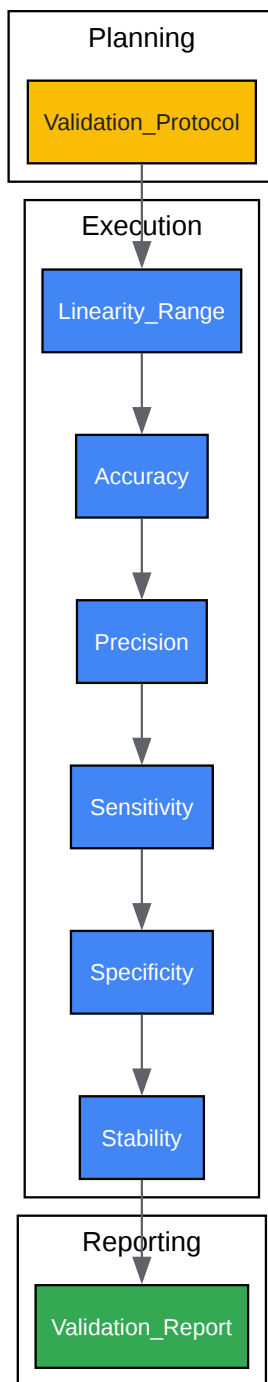 Planning
Validation_Protocol
Execution
Linearity_Range
Accuracy
Precision
Sensitivity
Specificity
Stability
Reporting
Validation_Report